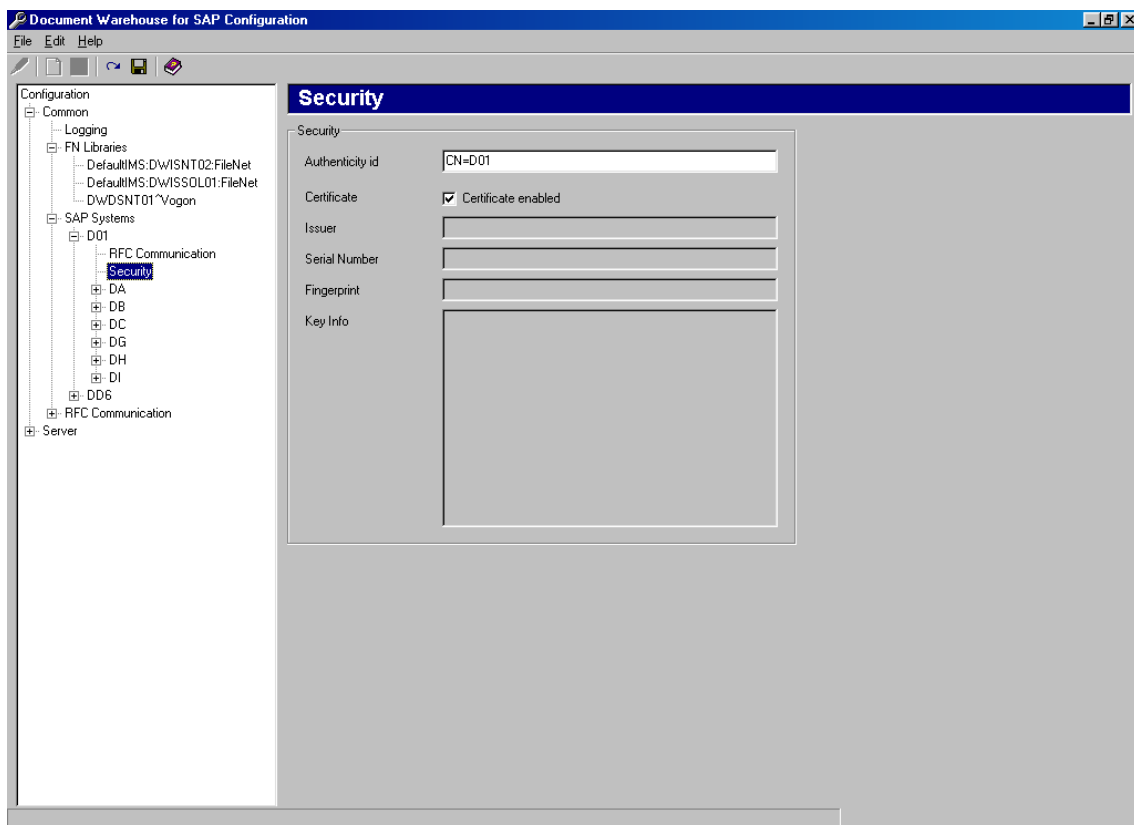 Document Warehouse for SAP Configuration
File Edit Help
Configuration
Common
Logging
FN Libraries
DefaultIMS:DWISNT02:FileNet
DefaultIMS:DWISSOL01:FileNet
DWDSNT01^Vogon
SAP Systems
D01
RFC Communication
Security
DA
DB
DC
DG
DH
DI
DD6
RFC Communication
Server
Security
Security
Authenticity id CN=D01
Certificate Certificate enabled
Issuer
Serial Number
Fingerprint
Key Info